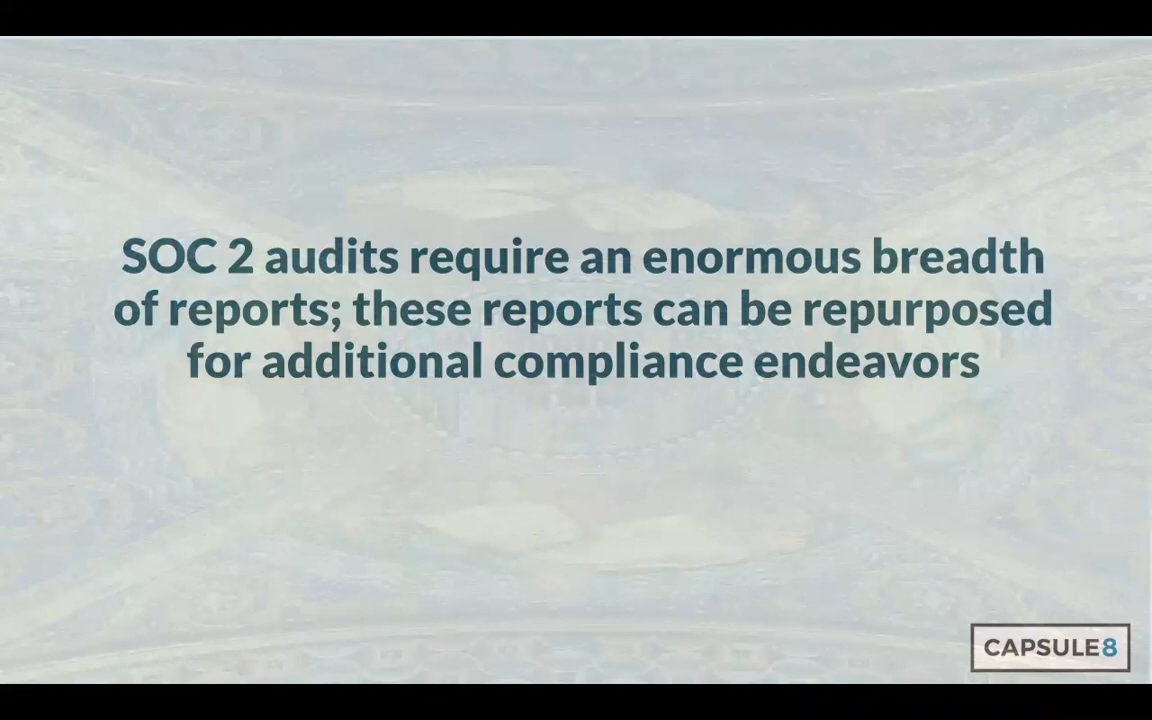 SOC 2 audits require an enormous breadth
of reports; these reports can be repurposed
for additional compliance endeavors
CAPSULE8